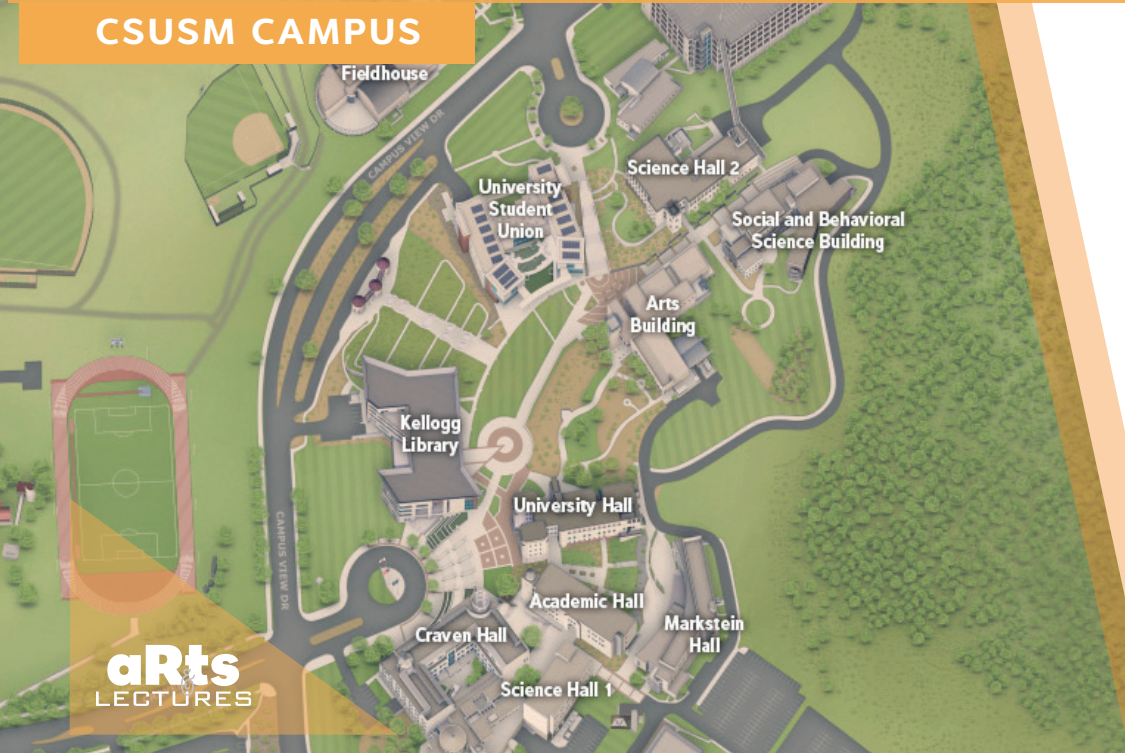 CSUSM CAMPUS
Fieldhouse
CAMPUS VIEW DR
Science Hall 2
University
Student
Union
Social and Behavioral
Science Building
Arts
Building
Kellogg
Library
University Hall
CAMPUS VIEW DR
Academic Hall
Markstein
Hall
Craven Hall
Science Hall 1
aRts
LECTURES